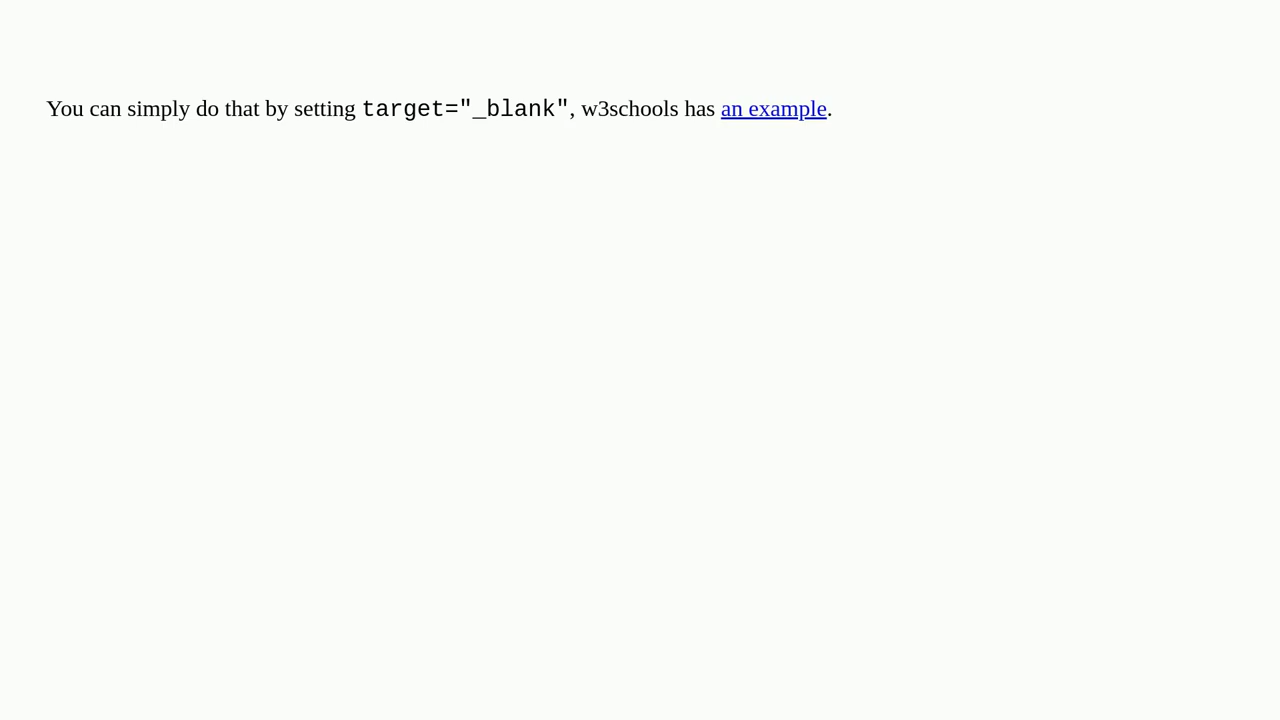 You can simply do that by setting target="_blank", w3schools has an example.